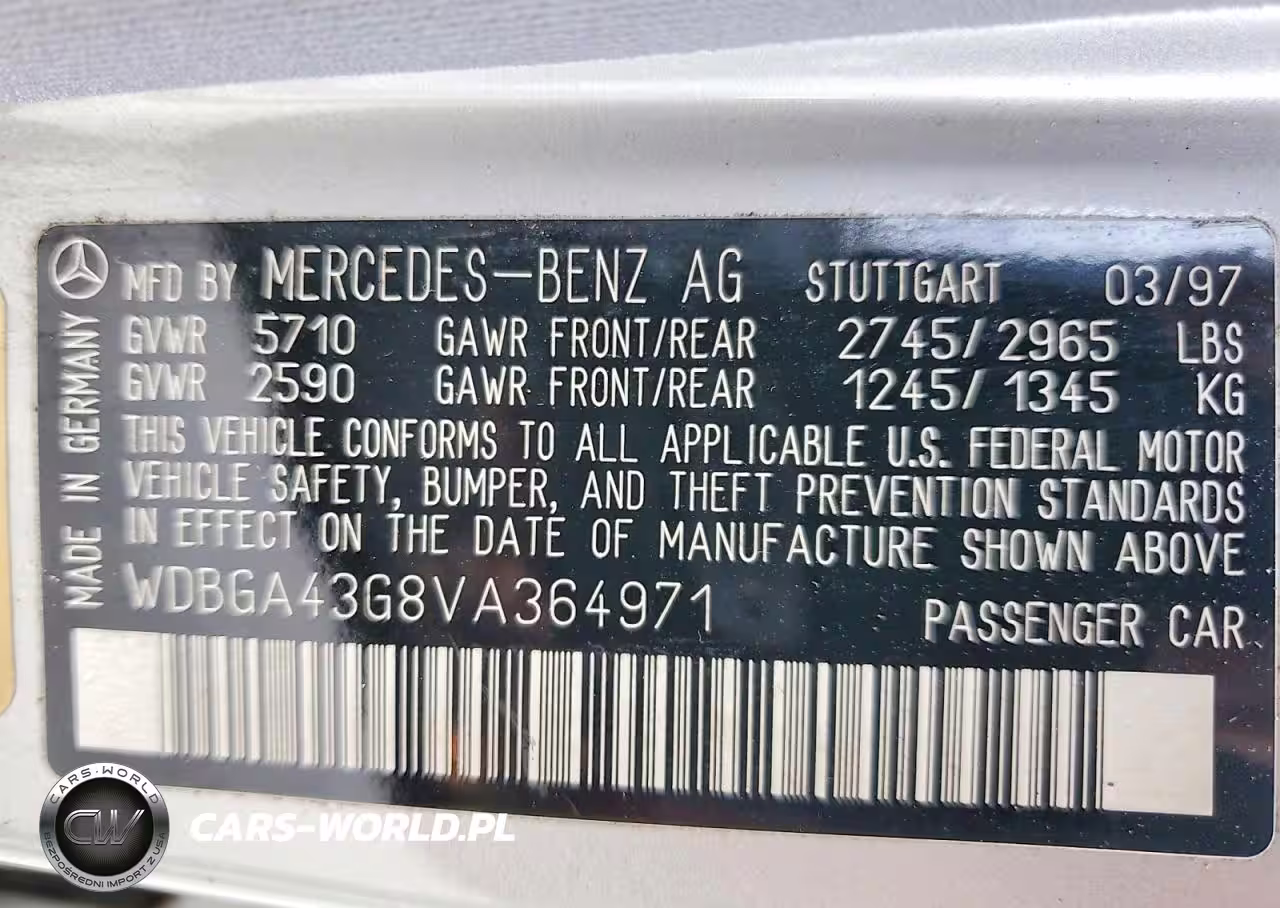 MFD BY MERCEDES-BENZ AG STUTTGART 03/97
GVWR 5710 GAWR FRONT/REAR 2745/2965 LBS
GVWR 2590 GAWR FRONT/REAR 1245/1345 KG
THIS VEHICLE CONFORMS TO ALL APPLICABLE U.S. FEDERAL MOTOR
VEHICLE SAFETY, BUMPER, AND THEFT PREVENTION STANDARDS
IN EFFECT ON THE DATE OF MANUFACTURE SHOWN ABOVE
WDBGA43G8VA364971 PASSENGER CAR
MADE IN GERMANY
CARS-WORLD
CW
BEZPOŚREDNI IMPORT Z USA
CARS-WORLD.PL